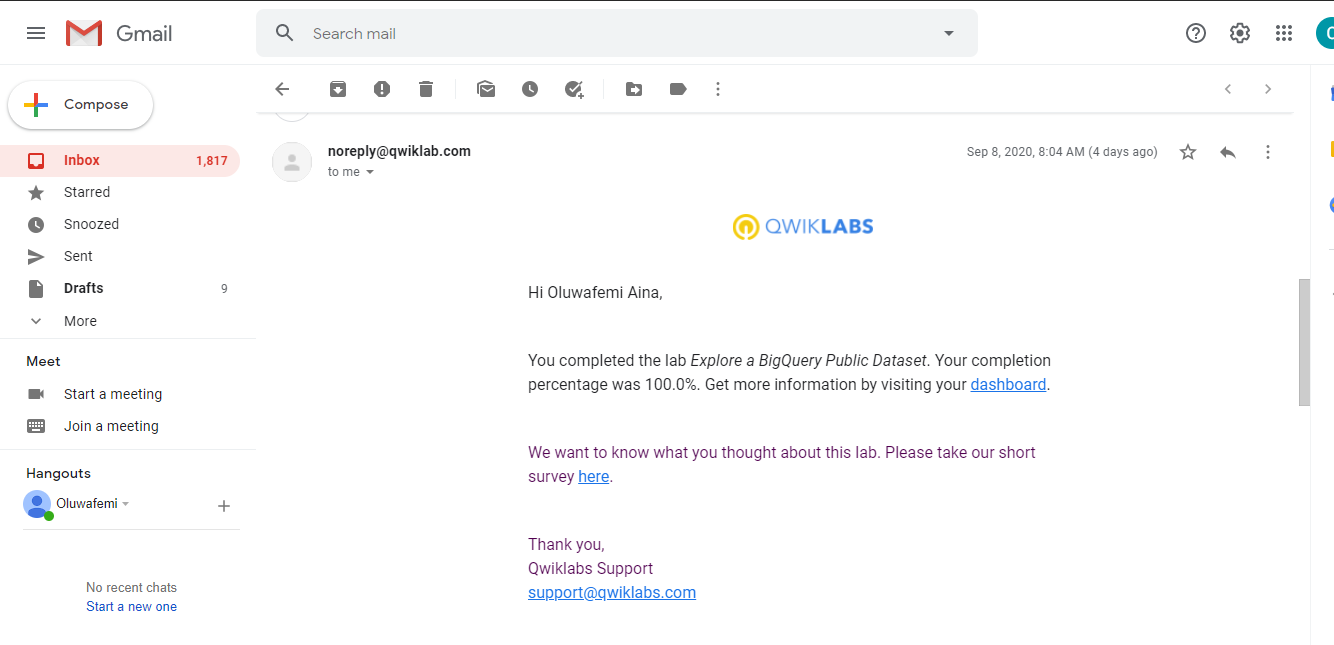 Gmail
Search mail
Compose
Inbox 1,817
Starred
Snoozed
Sent
Drafts 9
More
Meet
Start a meeting
Join a meeting
Hangouts
Oluwafemi
No recent chats
Start a new one
noreply@qwiklab.com
Sep 8, 2020, 8:04 AM (4 days ago)
to me
QWIKLABS
Hi Oluwafemi Aina,
You completed the lab Explore a BigQuery Public Dataset. Your completion
percentage was 100.0%. Get more information by visiting your dashboard.
We want to know what you thought about this lab. Please take our short
survey here.
Thank you,
Qwiklabs Support
support@qwiklabs.com